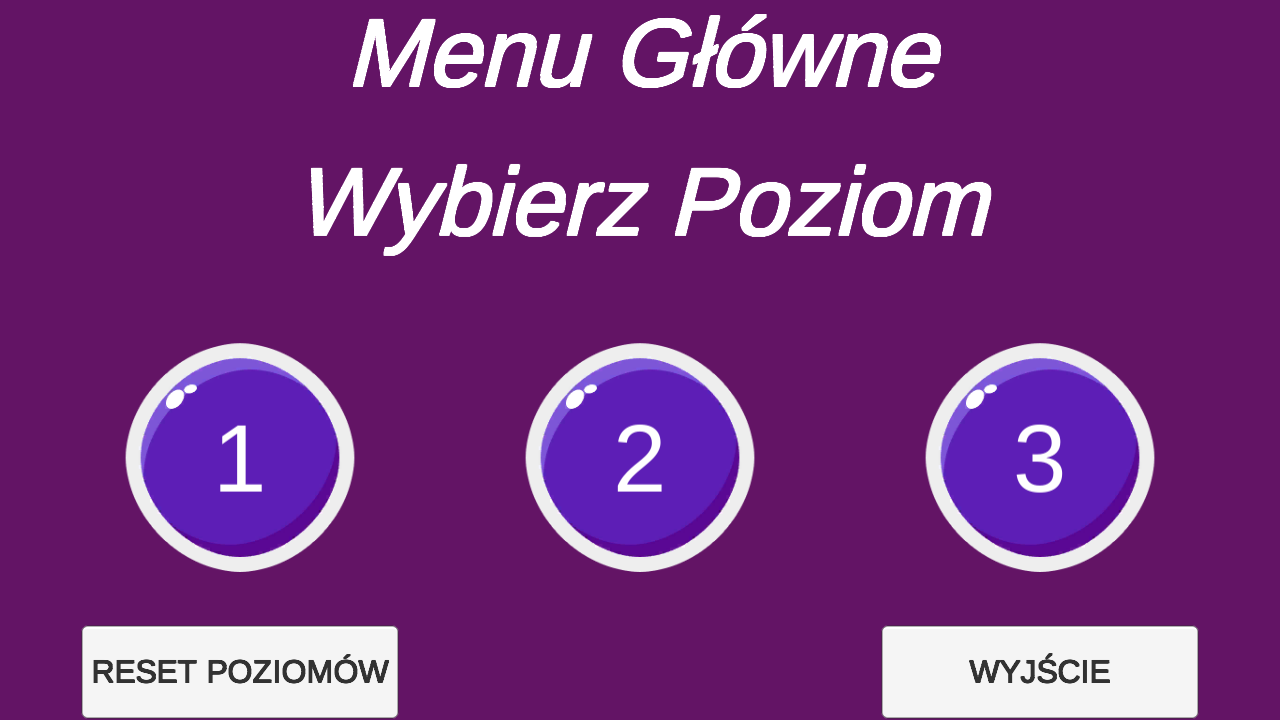 Menu Główne
Wybierz Poziom
1
2
3
RESET POZIOMÓW
WYJŚCIE